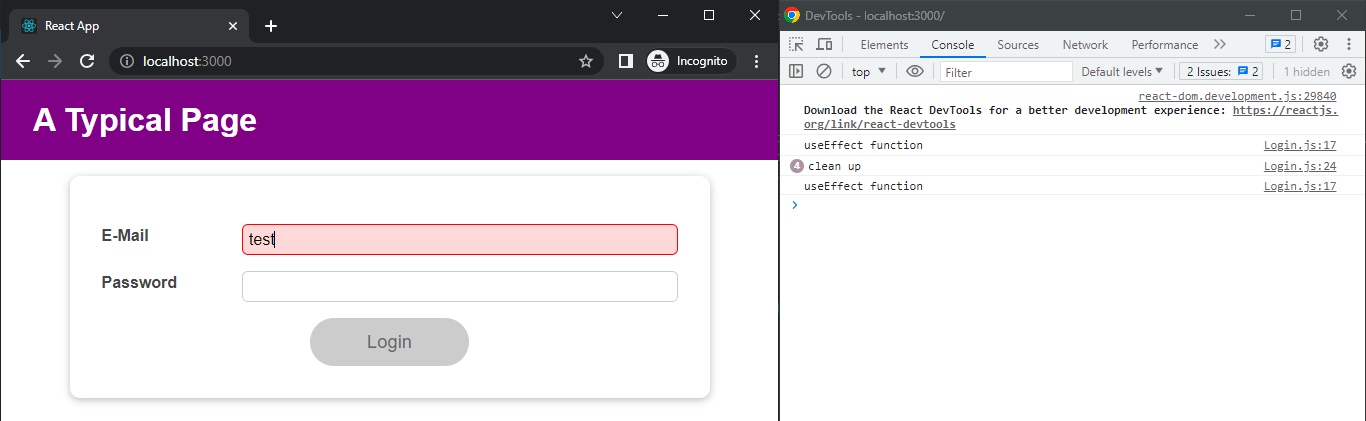 React App
localhost:3000
Incognito
A Typical Page
E-Mail
test
Password
Login
DevTools - localhost:3000/
Elements Console Sources Network Performance 2
top Filter Default levels 2 Issues: 2 1 hidden
react-dom.development.js:29840
Download the React DevTools for a better development experience: https://reactjs.
org/link/react-devtools
useEffect function Login.js:17
4 clean up Login.js:24
useEffect function Login.js:17